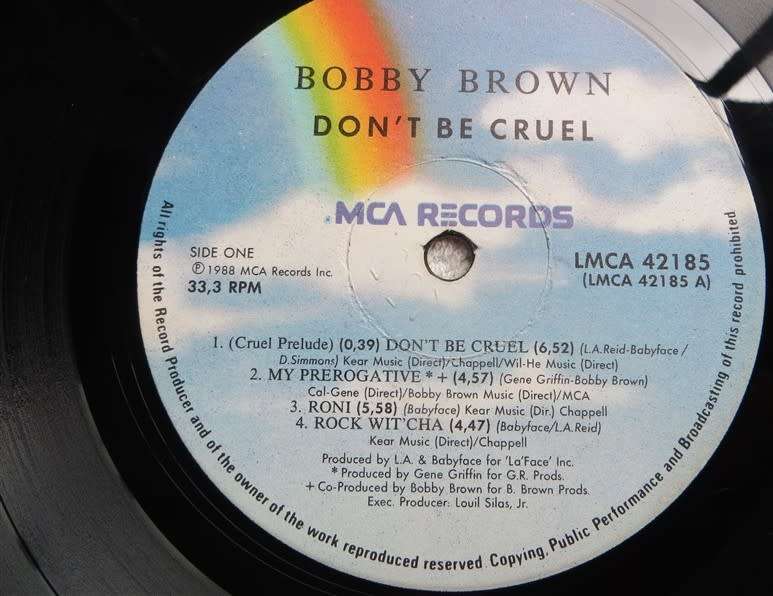 BOBBY BROWN
DON'T BE CRUEL
MCA RECORDS
SIDE ONE
℗ 1988 MCA Records Inc.
33,3 RPM
LMCA 42185
(LMCA 42185 A)
1. (Cruel Prelude) (0,39) DON'T BE CRUEL (6,52) (L.A.Reid-Babyface /
D.Simmons) Kear Music (Direct)/Chappell/Wil-He Music (Direct)
2. MY PREROGATIVE * + (4,57) (Gene Griffin-Bobby Brown)
Cal-Gene (Direct)/Bobby Brown Music (Direct)/MCA
3. RONI (5,58) (Babyface) Kear Music (Dir.) Chappell
4. ROCK WIT'CHA (4,47) (Babyface/L.A.Reid)
Kear Music (Direct)/Chappell
Produced by L.A. & Babyface for 'La'Face' Inc.
* Produced by Gene Griffin for G.R. Prods.
+ Co-Produced by Bobby Brown for B. Brown Prods.
Exec. Producer: Louil Silas, Jr.
All rights of the Record Producer and of the owner of the work reproduced reserved. Copying, Public Performance and Broadcasting of this record prohibited